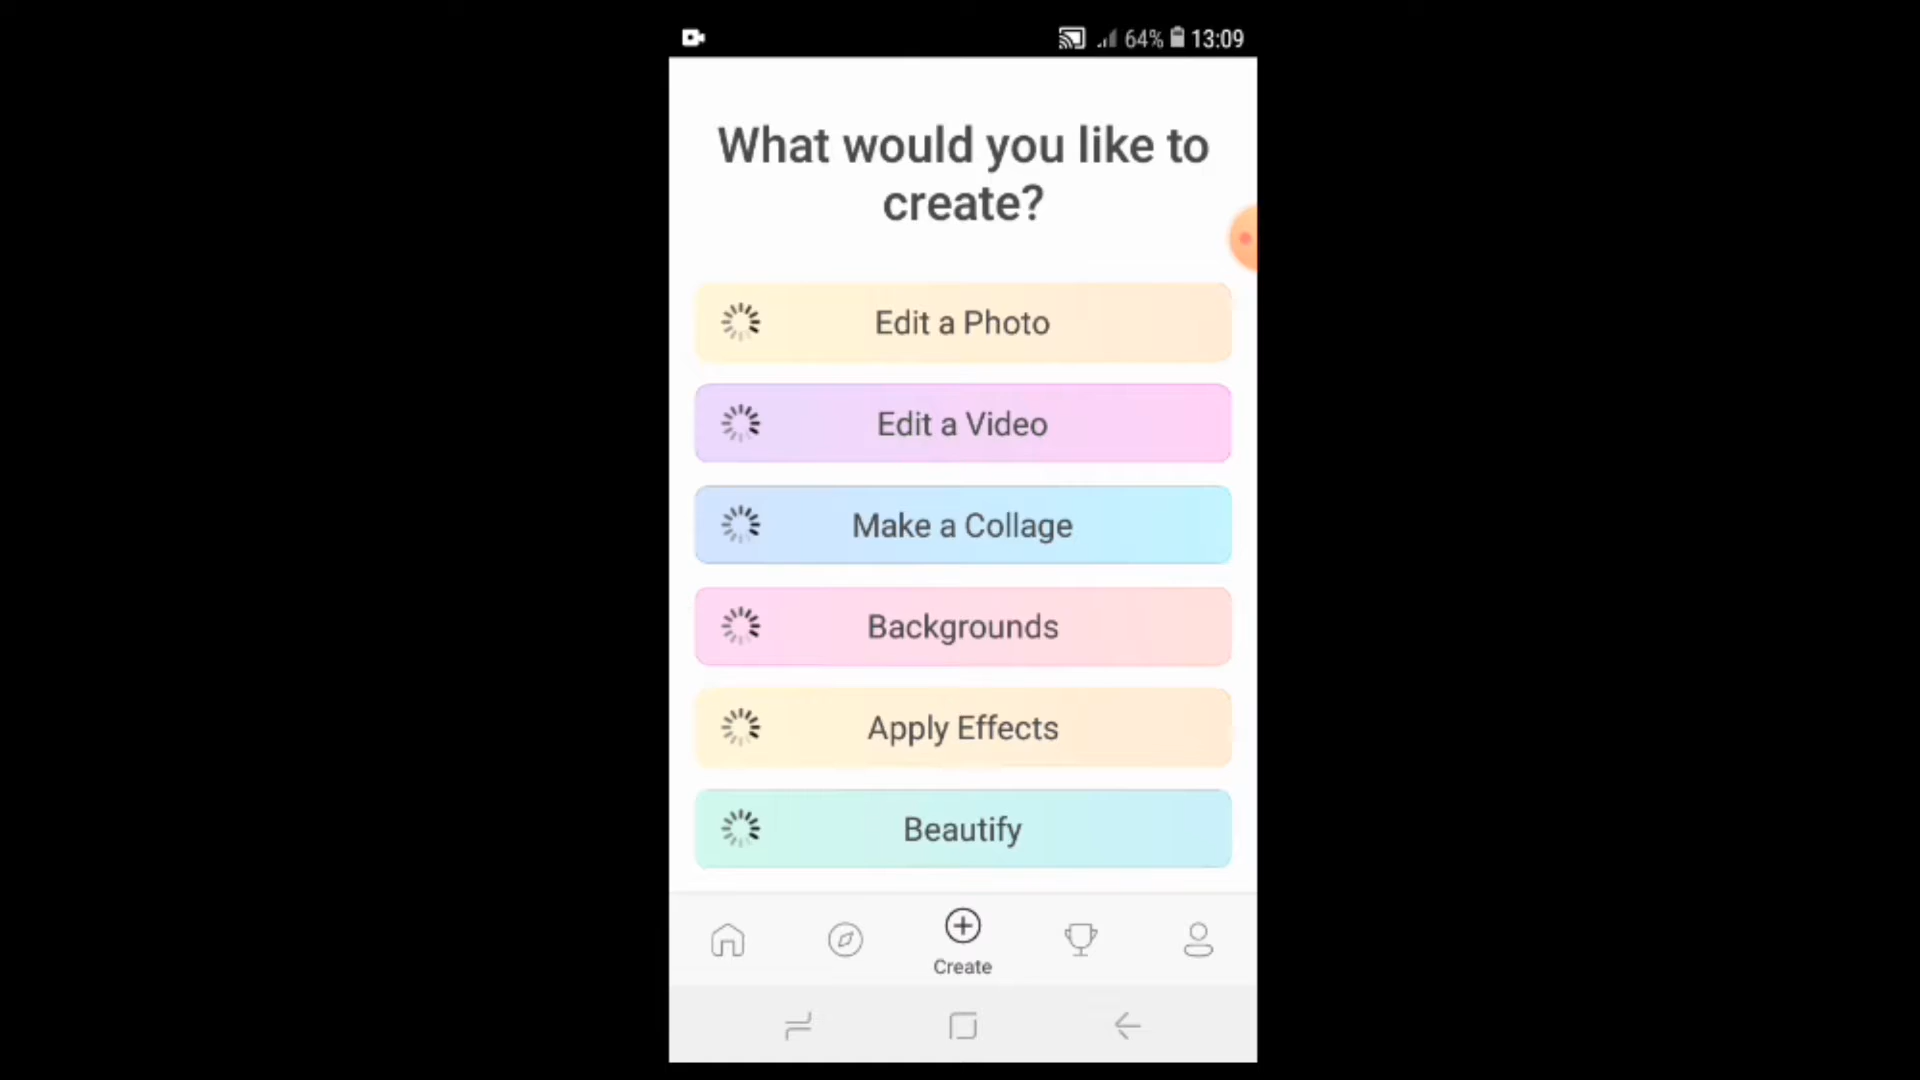 64% 13:09
What would you like to
create?
Edit a Photo
Edit a Video
Make a Collage
Backgrounds
Apply Effects
Beautify
Create